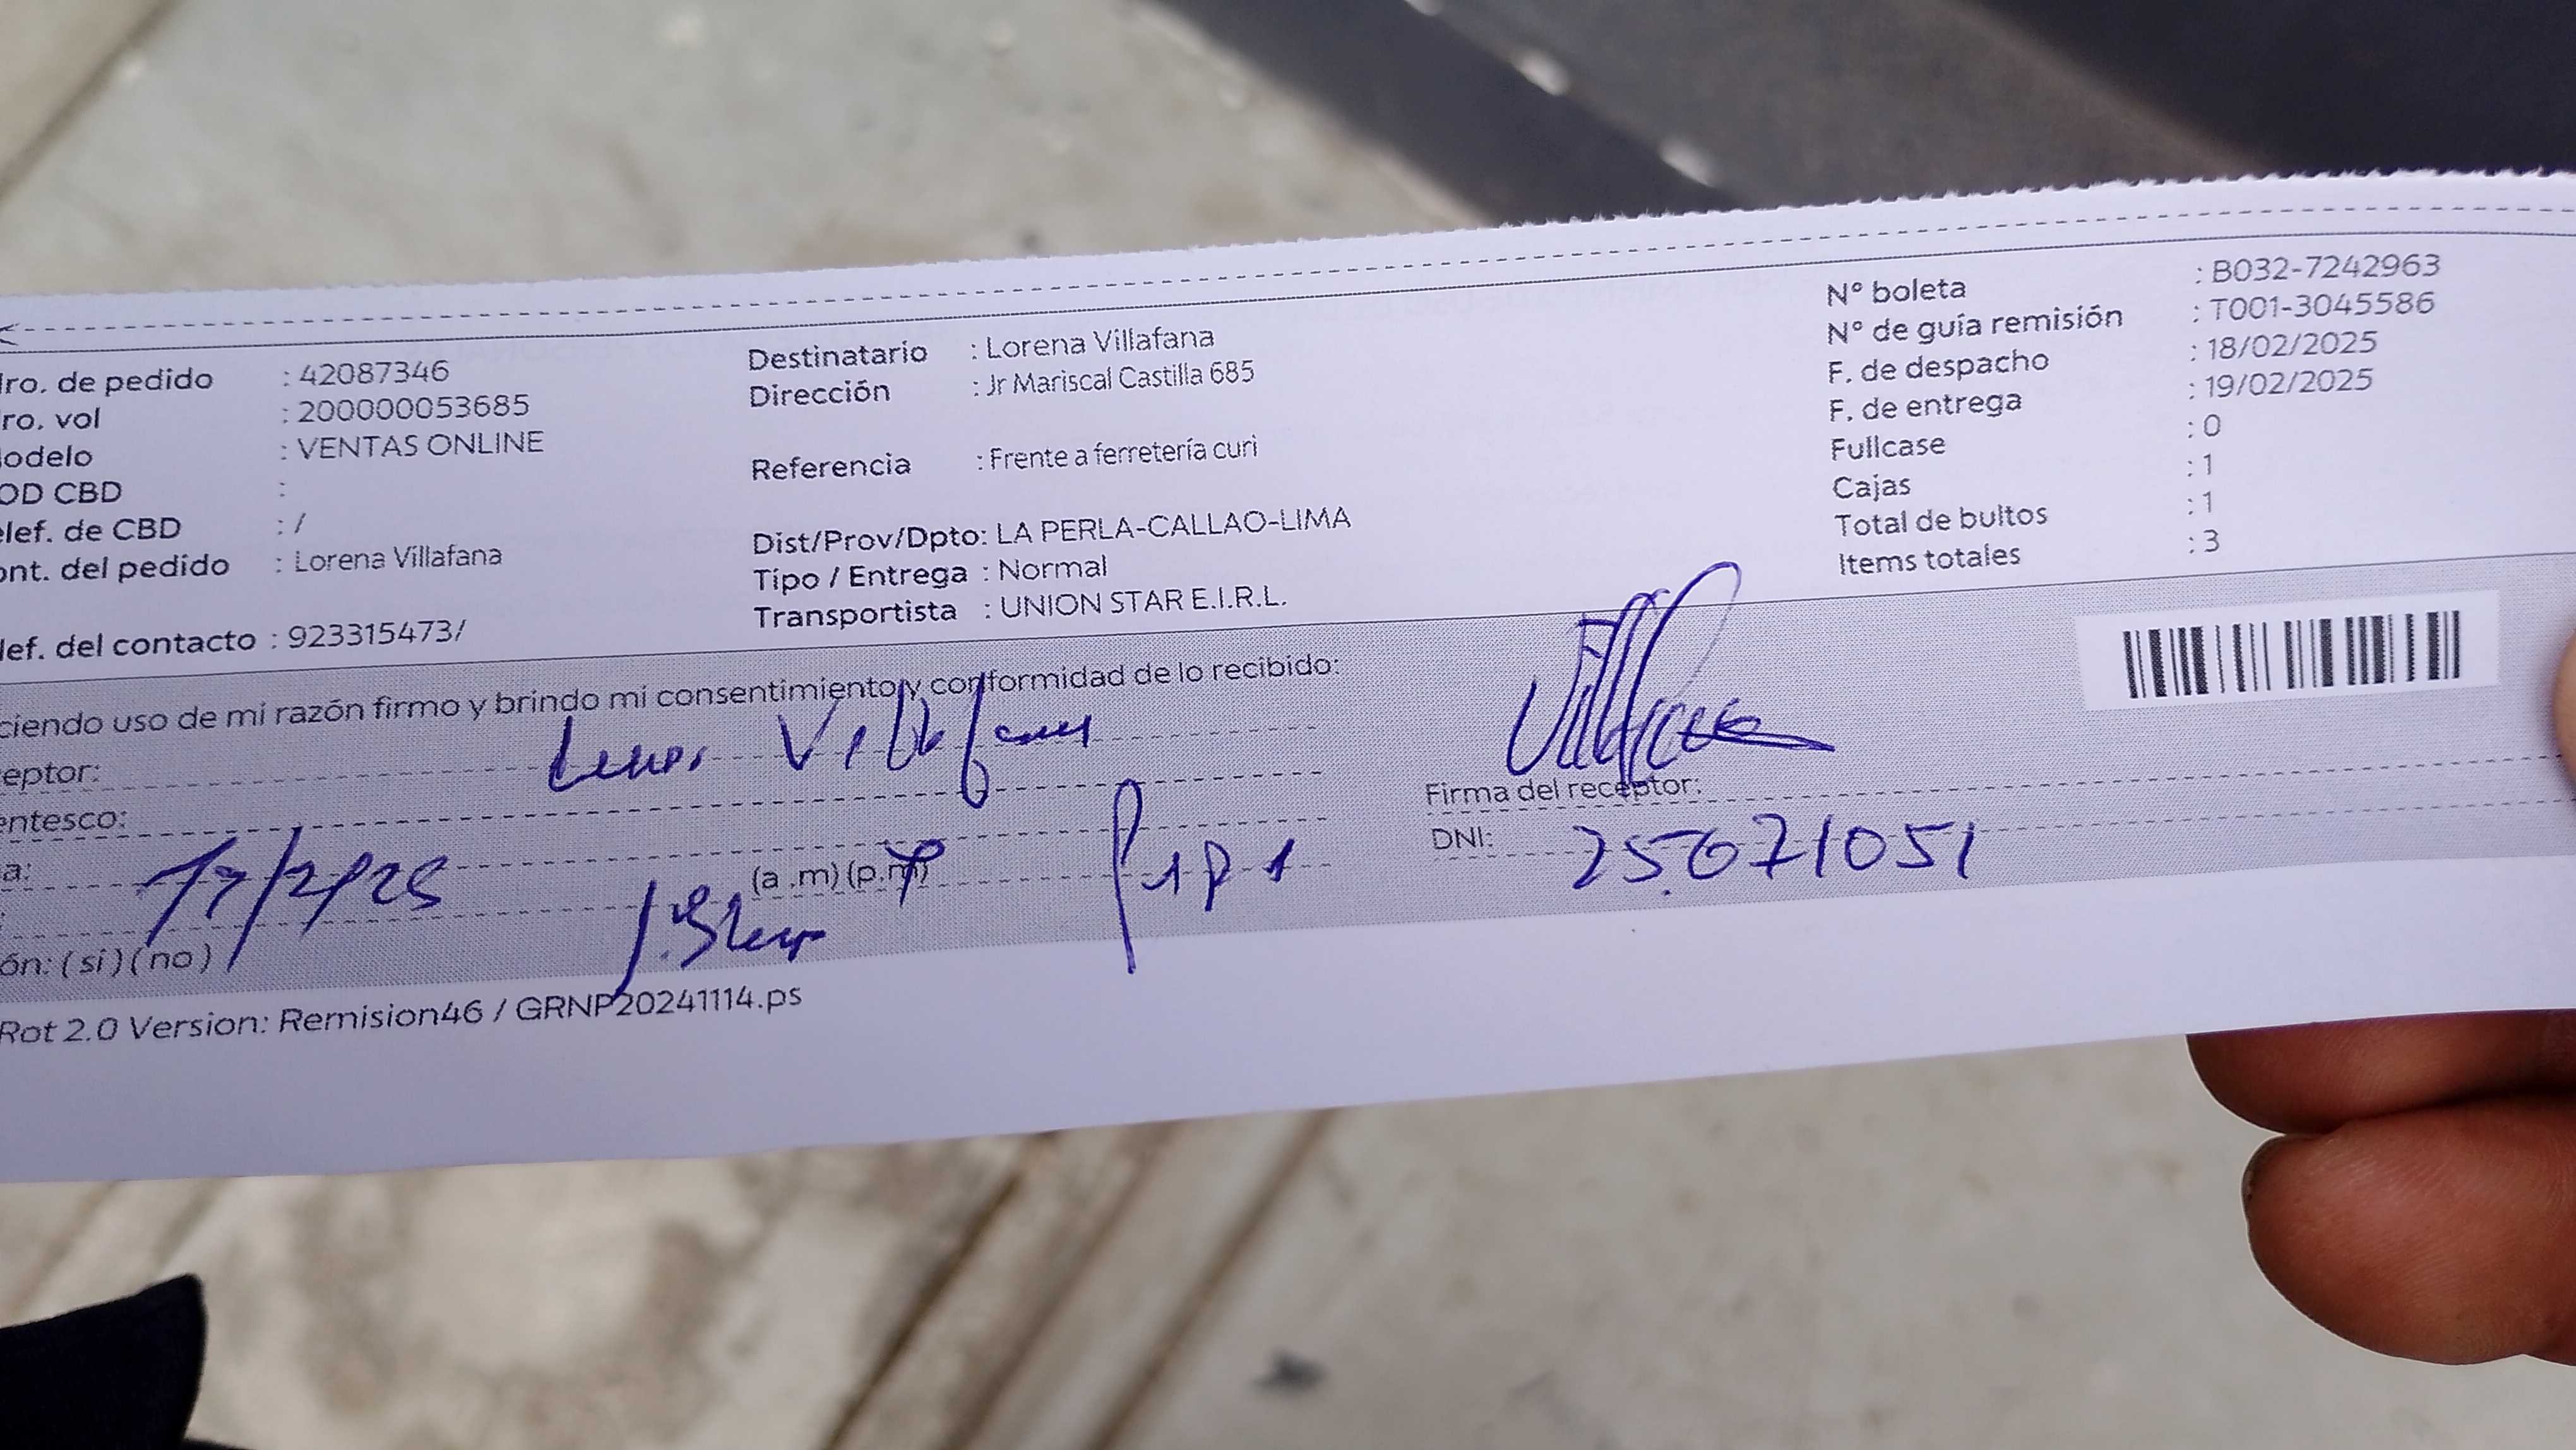 ro. de pedido : 42087346
ro. vol : 200000053685
odelo : VENTAS ONLINE
OD CBD :
lef. de CBD : /
nt. del pedido : Lorena Villafana
lef. del contacto : 923315473/
Destinatario : Lorena Villafana
Dirección : Jr Mariscal Castilla 685
Referencia : Frente a ferretería curi
Dist/Prov/Dpto: LA PERLA-CALLAO-LIMA
Tipo / Entrega : Normal
Transportista : UNION STAR E.I.R.L.
N° boleta : B032-7242963
N° de guía remisión : T001-3045586
F. de despacho : 18/02/2025
F. de entrega : 19/02/2025
Fullcase : 0
Cajas : 1
Total de bultos : 1
Items totales : 3
ciendo uso de mi razón firmo y brindo mi consentimiento y conformidad de lo recibido:
eptor: Villafana
entesco:
a: (a .m) (p.m) Papa
ón: ( si ) ( no )
Firma del receptor:
DNI: 25671051
Rot 2.0 Version: Remision46 / GRNP20241114.ps